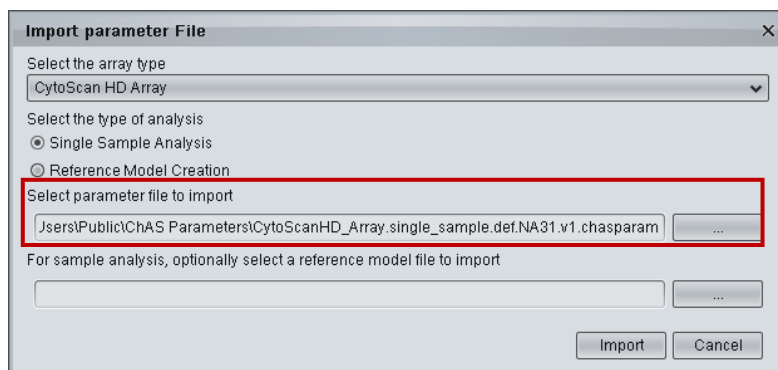 Import parameter File
Select the array type
CytoScan HD Array
Select the type of analysis
Single Sample Analysis
Reference Model Creation
Select parameter file to import
Jsers\Public\ChAS Parameters\CytoScanHD_Array.single_sample.def.NA31.v1.chasparam ...
For sample analysis, optionally select a reference model file to import
...
Import Cancel